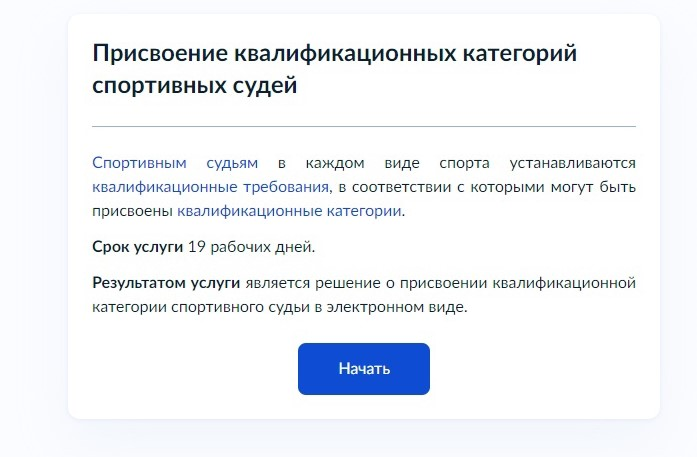 Присвоение квалификационных категорий
спортивных судей
Спортивным судьям в каждом виде спорта устанавливаются
квалификационные требования, в соответствии с которыми могут быть
присвоены квалификационные категории.
Срок услуги 19 рабочих дней.
Результатом услуги является решение о присвоении квалификационной
категории спортивного судьи в электронном виде.
Начать